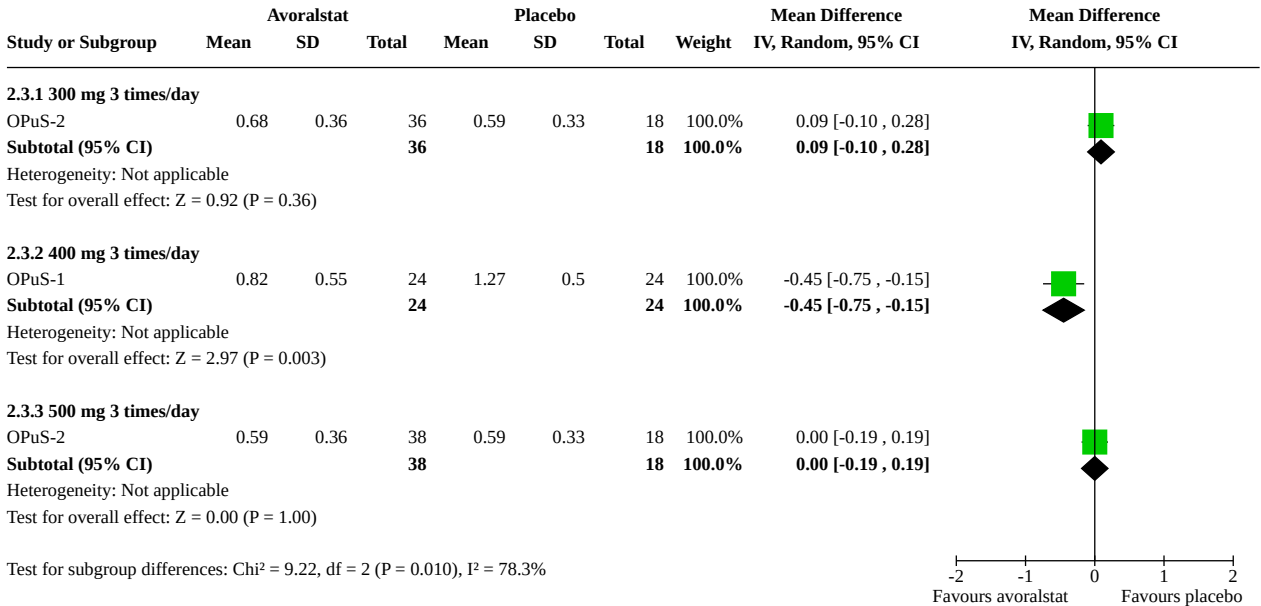 Avoralstat Placebo Mean Difference Mean Difference
Study or Subgroup Mean SD Total Mean SD Total Weight IV, Random, 95% CI IV, Random, 95% CI
2.3.1 300 mg 3 times/day
OPuS-2 0.68 0.36 36 0.59 0.33 18 100.0% 0.09 [-0.10 , 0.28]
Subtotal (95% CI) 36 18 100.0% 0.09 [-0.10 , 0.28]
Heterogeneity: Not applicable
Test for overall effect: Z = 0.92 (P = 0.36)
2.3.2 400 mg 3 times/day
OPuS-1 0.82 0.55 24 1.27 0.5 24 100.0% -0.45 [-0.75 , -0.15]
Subtotal (95% CI) 24 24 100.0% -0.45 [-0.75 , -0.15]
Heterogeneity: Not applicable
Test for overall effect: Z = 2.97 (P = 0.003)
2.3.3 500 mg 3 times/day
OPuS-2 0.59 0.36 38 0.59 0.33 18 100.0% 0.00 [-0.19 , 0.19]
Subtotal (95% CI) 38 18 100.0% 0.00 [-0.19 , 0.19]
Heterogeneity: Not applicable
Test for overall effect: Z = 0.00 (P = 1.00)
Test for subgroup differences: Chi² = 9.22, df = 2 (P = 0.010), I² = 78.3%
-2 -1 0 1 2
Favours avoralstat Favours placebo